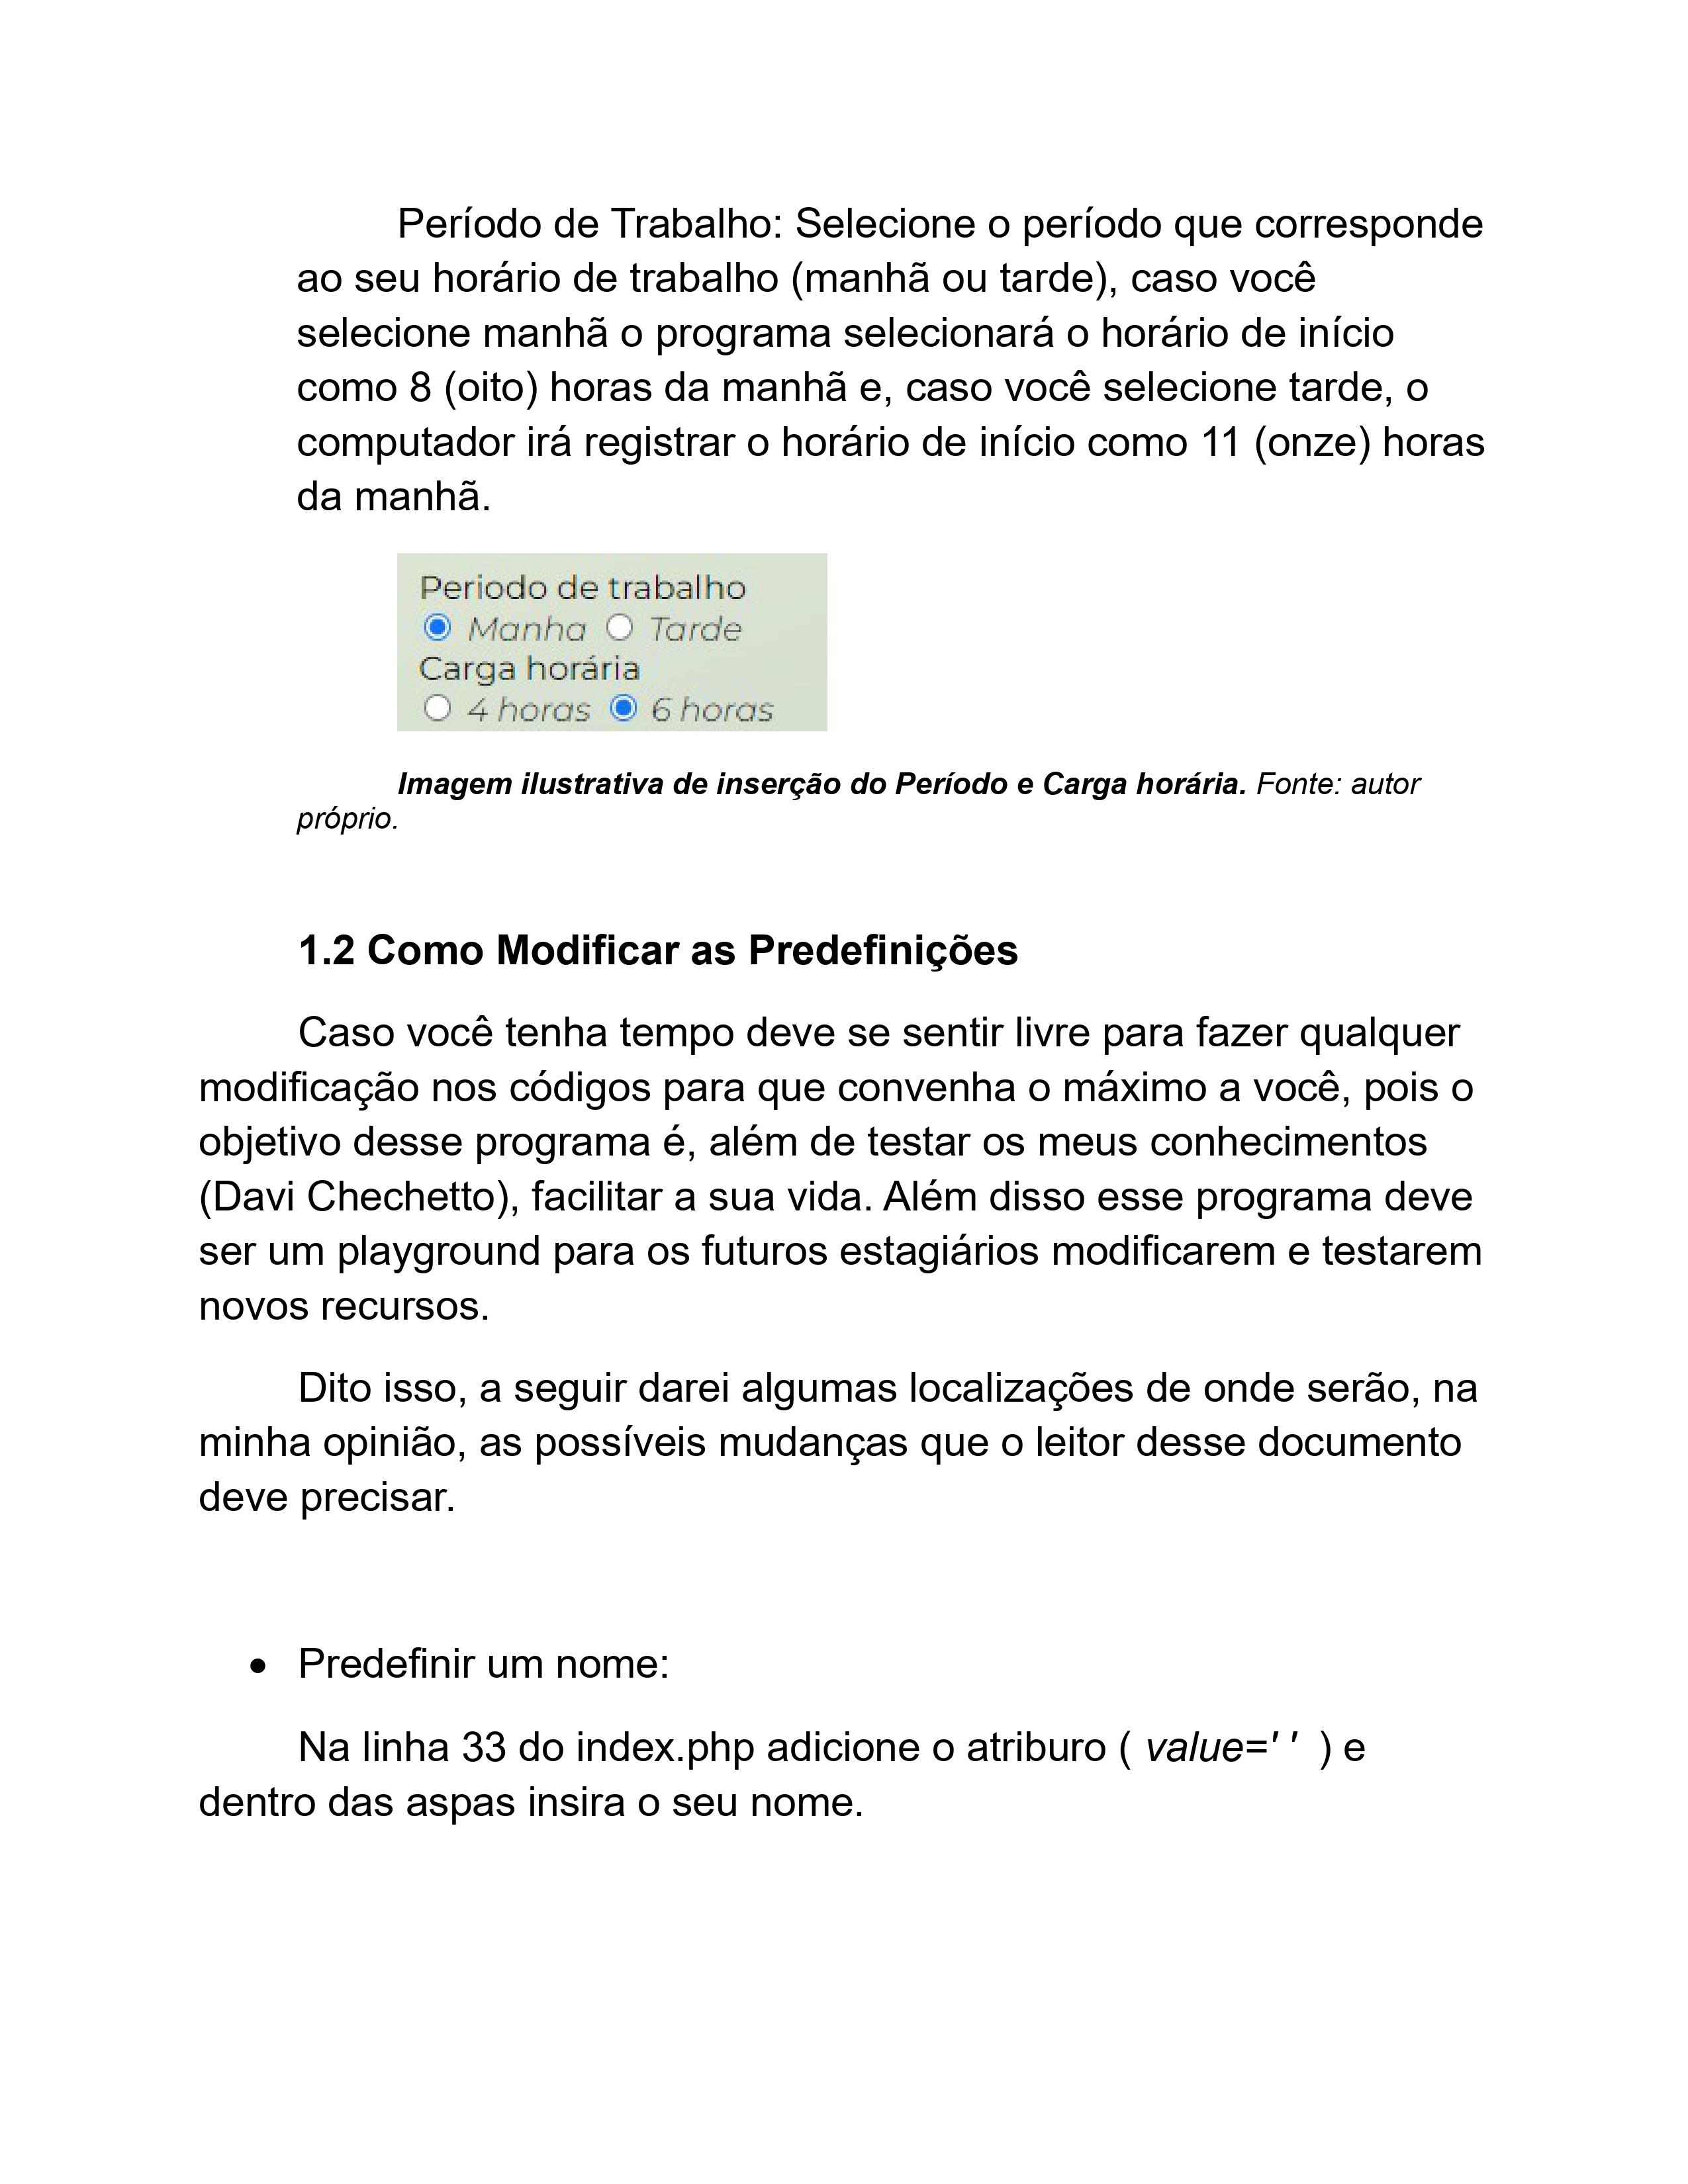 Período de Trabalho: Selecione o período que corresponde
ao seu horário de trabalho (manhã ou tarde), caso você
selecione manhã o programa selecionará o horário de início
como 8 (oito) horas da manhã e, caso você selecione tarde, o
computador irá registrar o horário de início como 11 (onze) horas
da manhã.
Periodo de trabalho
Manha Tarde
Carga horária
4 horas 6 horas
Imagem ilustrativa de inserção do Período e Carga horária. Fonte: autor
próprio.
1.2 Como Modificar as Predefinições
Caso você tenha tempo deve se sentir livre para fazer qualquer
modificação nos códigos para que convenha o máximo a você, pois o
objetivo desse programa é, além de testar os meus conhecimentos
(Davi Chechetto), facilitar a sua vida. Além disso esse programa deve
ser um playground para os futuros estagiários modificarem e testarem
novos recursos.
Dito isso, a seguir darei algumas localizações de onde serão, na
minha opinião, as possíveis mudanças que o leitor desse documento
deve precisar.
● Predefinir um nome:
Na linha 33 do index.php adicione o atriburo ( value=' ' ) e
dentro das aspas insira o seu nome.